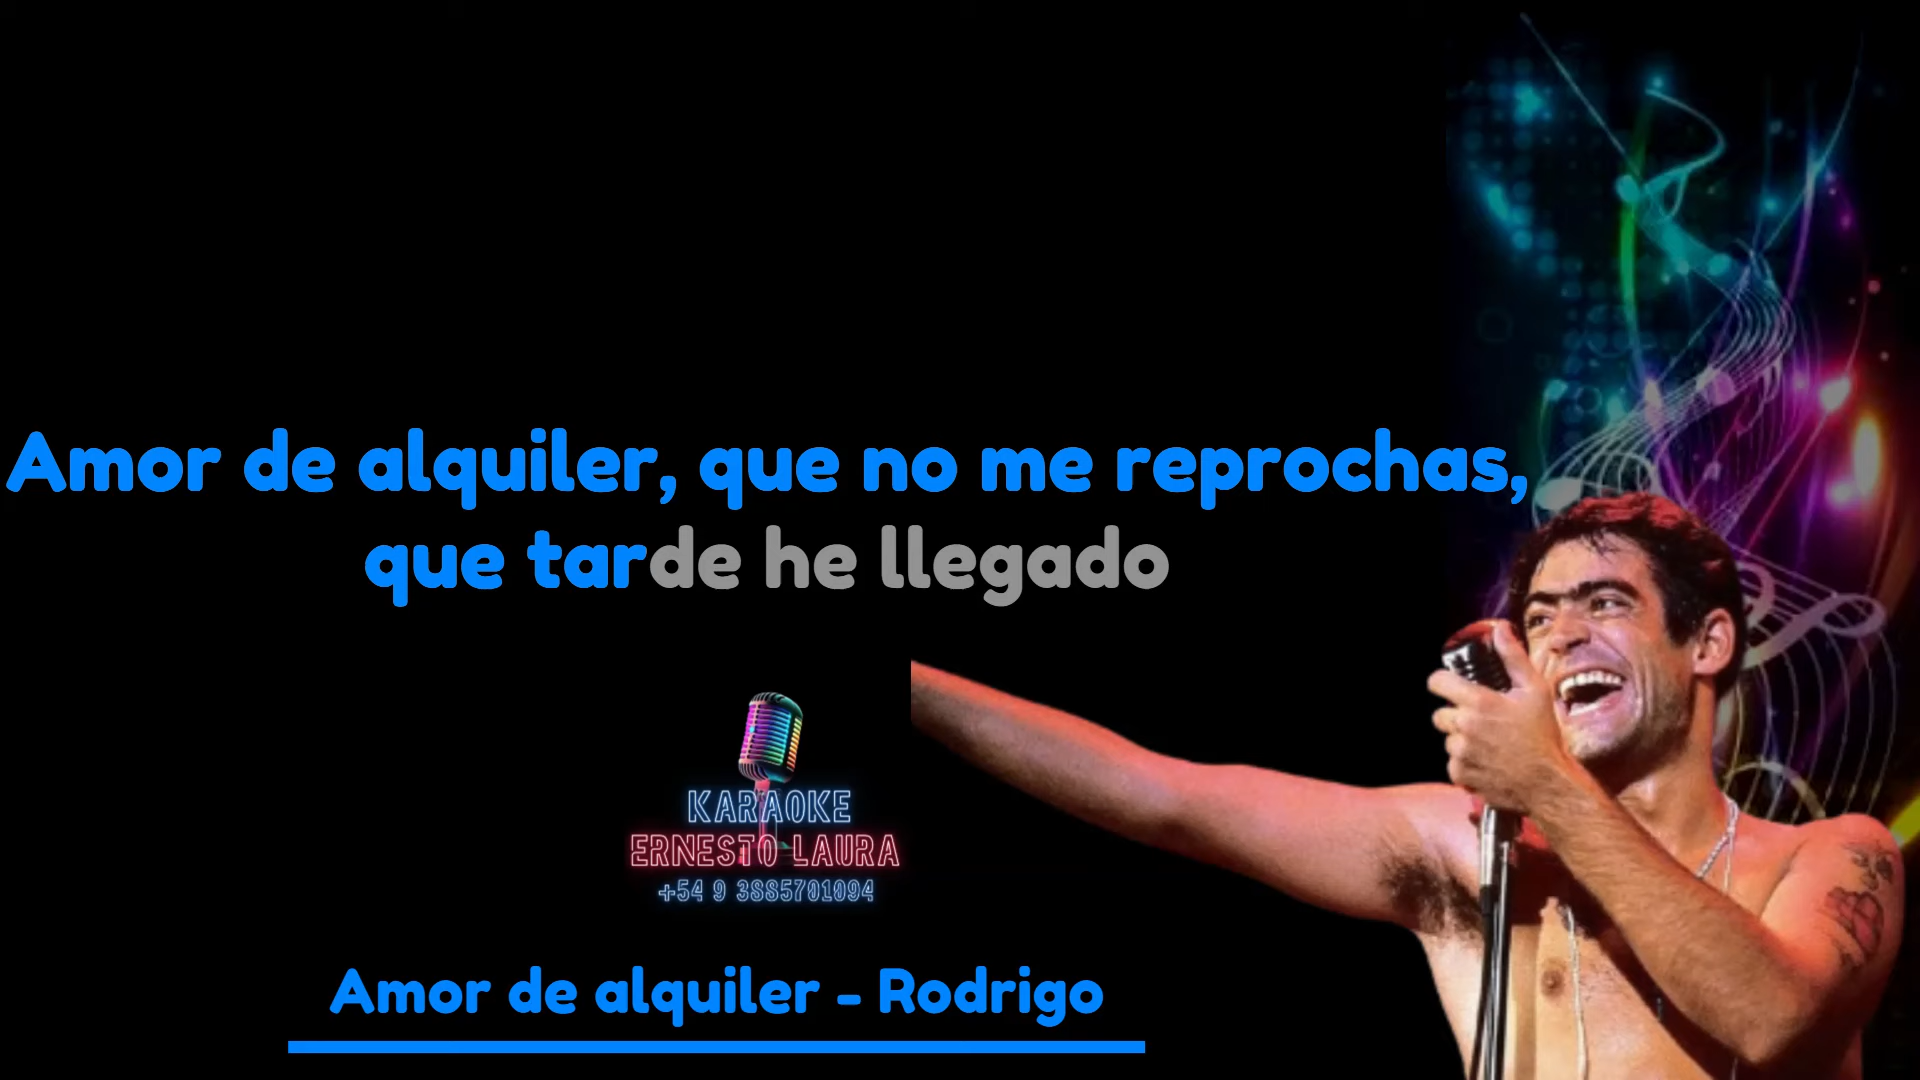 Amor de alquiler, que no me reprochas,
que tarde he llegado
KARAOKE
ERNESTO LAURA
+54 9 3885701094
Amor de alquiler - Rodrigo